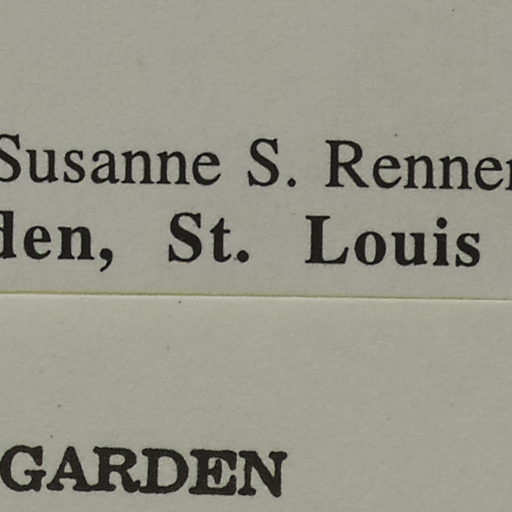 Susanne S. Renner
den, St. Louis
GARDEN